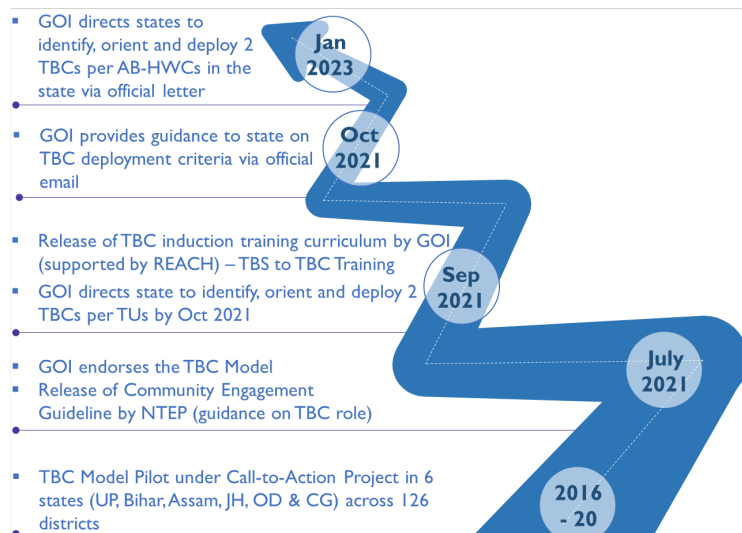 ▪ GOI directs states to
identify, orient and deploy 2
TBCs per AB-HWCs in the
state via official letter
Jan
2023
▪ GOI provides guidance to state on
TBC deployment criteria via official
email
Oct
2021
▪ Release of TBC induction training curriculum by GOI
(supported by REACH) – TBS to TBC Training
▪ GOI directs state to identify, orient and deploy 2
TBCs per TUs by Oct 2021
Sep
2021
▪ GOI endorses the TBC Model
▪ Release of Community Engagement
Guideline by NTEP (guidance on TBC role)
July
2021
▪ TBC Model Pilot under Call-to-Action Project in 6
states (UP, Bihar, Assam, JH, OD & CG) across 126
districts
2016
- 20